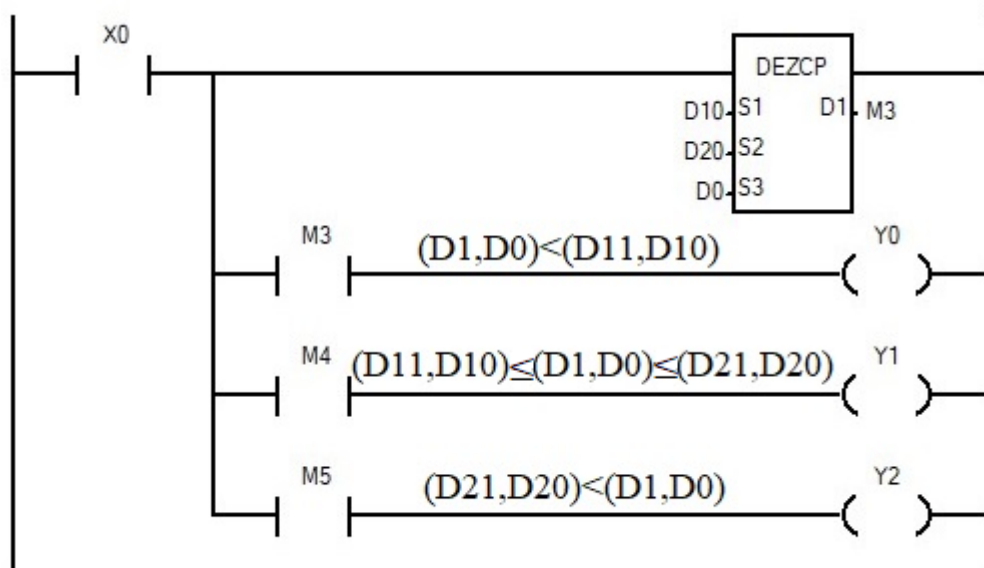 X0
DEZCP
D10 S1 D1 M3
D20 S2
D0 S3
M3 (D1,D0)<(D11,D10) Y0
M4 (D11,D10)≤(D1,D0)≤(D21,D20) Y1
M5 (D21,D20)<(D1,D0) Y2